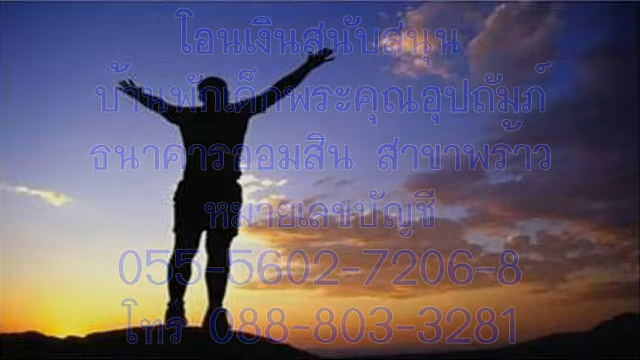 โอนเงินสนับสนุน
บ้านพักเด็กพระคุณอุปถัมภ์
ธนาคารออมสิน สาขาพร้าว
หมายเลขบัญชี
055-5602-7206-8
โทร 088-803-3281